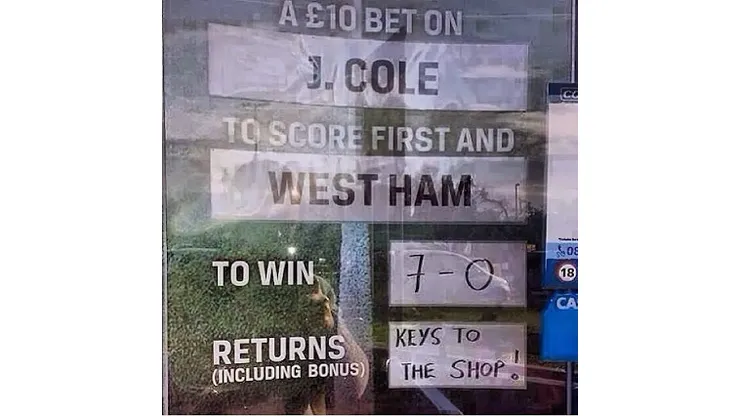 A £10 BET ON
J. COLE
TO SCORE FIRST AND
WEST HAM
TO WIN
7-0
RETURNS
(INCLUDING BONUS)
KEYS TO
THE SHOP!
18